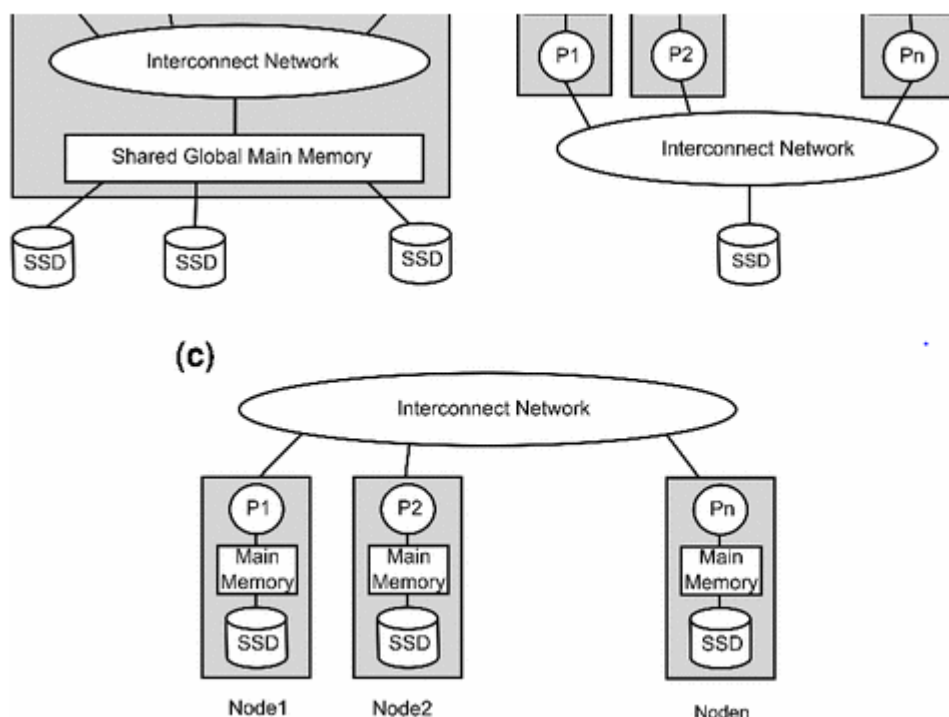 Interconnect Network
Shared Global Main Memory
SSD
SSD
SSD
P1
P2
Pn
Interconnect Network
SSD
(c)
Interconnect Network
P1
P2
Pn
Main
Memory
Main
Memory
Main
Memory
SSD
SSD
SSD
Node1
Node2
Noden